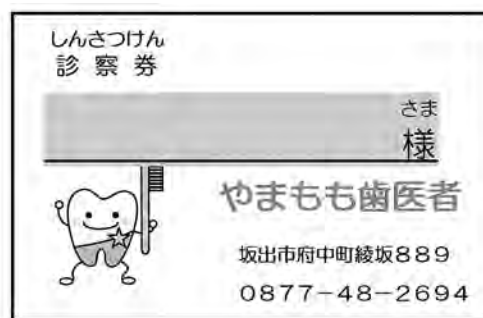 しんさつけん
診察券
さま
様
やまもも歯医者
坂出市府中町綾坂889
0877-48-2694